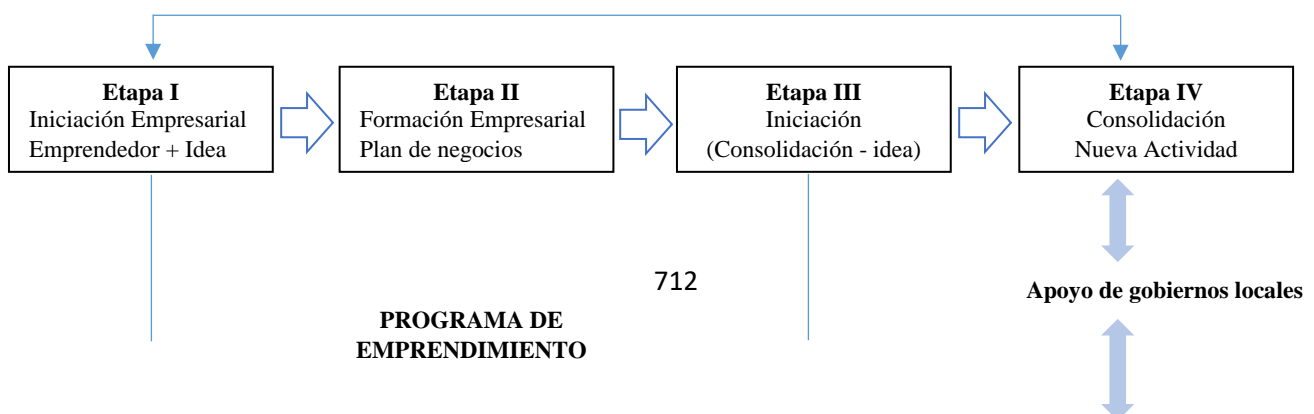 Etapa I
Iniciación Empresarial
Emprendedor + Idea
Etapa II
Formación Empresarial
Plan de negocios
Etapa III
Iniciación
(Consolidación - idea)
Etapa IV
Consolidación
Nueva Actividad
712
Apoyo de gobiernos locales
PROGRAMA DE
EMPRENDIMIENTO